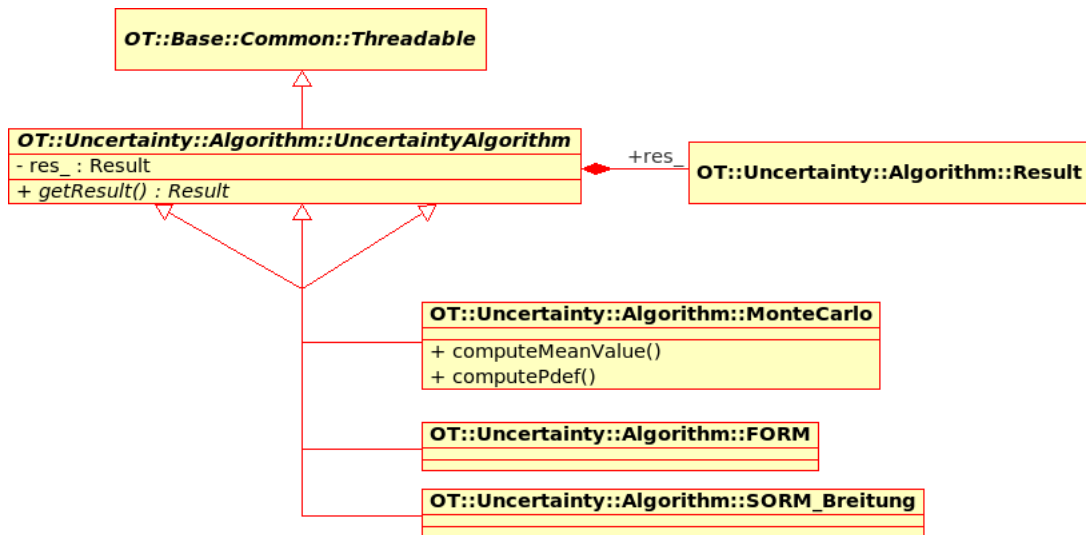 OT::Base::Common::Threadable
OT::Uncertainty::Algorithm::UncertaintyAlgorithm
- res_ : Result
+ getResult() : Result
+res_
OT::Uncertainty::Algorithm::Result
OT::Uncertainty::Algorithm::MonteCarlo
+ computeMeanValue()
+ computePdef()
OT::Uncertainty::Algorithm::FORM
OT::Uncertainty::Algorithm::SORM_Breitung